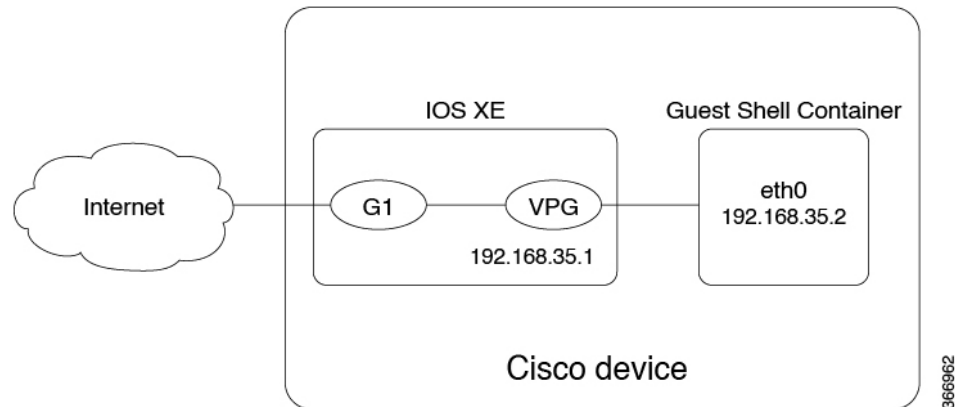 IOS XE
Guest Shell Container
Internet
G1
VPG
eth0
192.168.35.2
192.168.35.1
Cisco device
366962